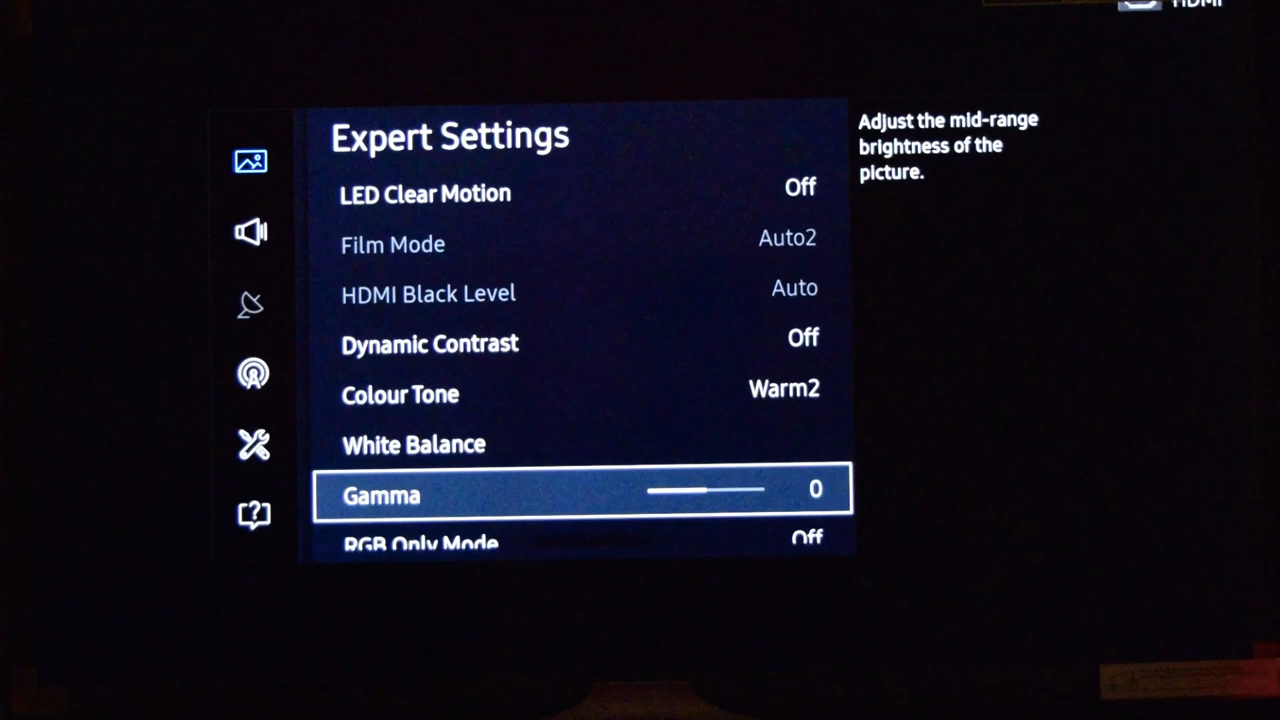 HDMI
Expert Settings
LED Clear Motion Off
Film Mode Auto2
HDMI Black Level Auto
Dynamic Contrast Off
Colour Tone Warm2
White Balance
Gamma 0
RGB Only Mode Off
Adjust the mid-range
brightness of the
picture.